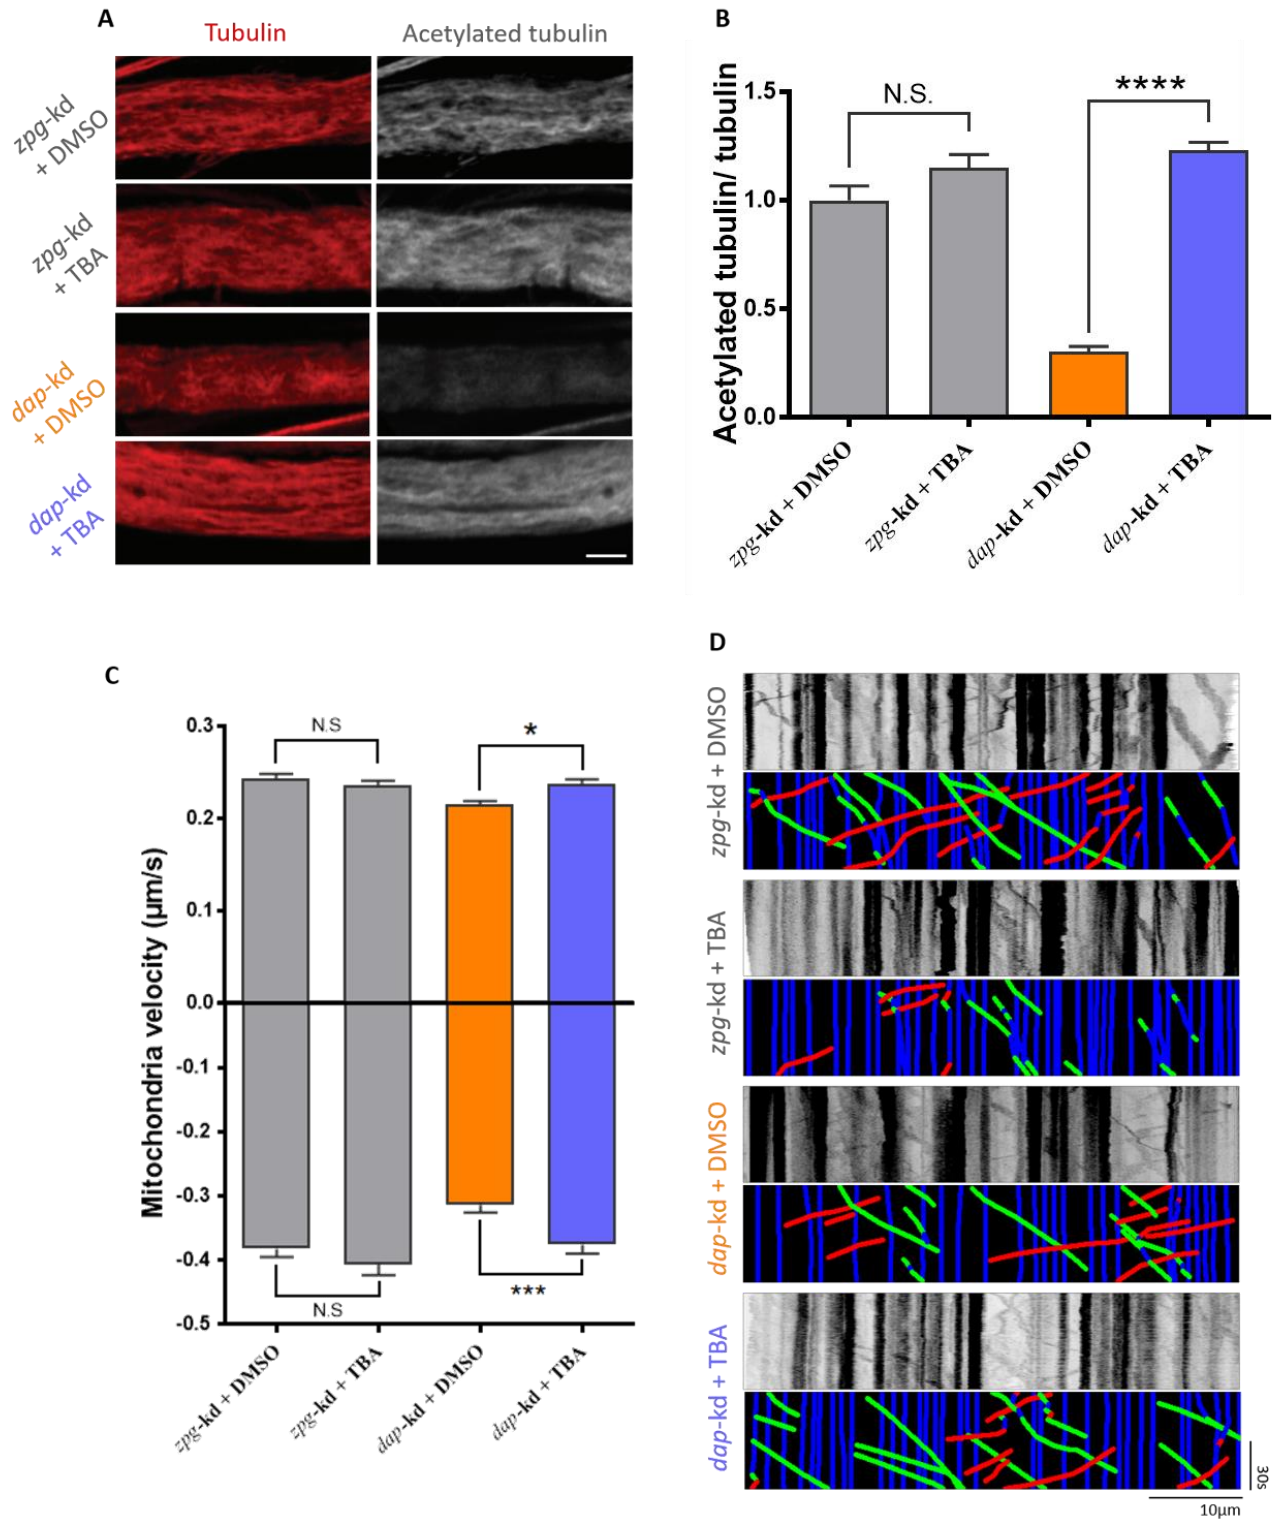 A
Tubulin
Acetylated tubulin
zpg-kd
+ DMSO
zpg-kd
+ TBA
dap-kd
+ DMSO
dap-kd
+ TBA
B
Acetylated tubulin/ tubulin
1.5
1.0
0.5
0.0
N.S.
****
zpg-kd + DMSO
zpg-kd + TBA
dap-kd + DMSO
dap-kd + TBA
C
Mitochondria velocity (µm/s)
0.3
0.2
0.1
0.0
-0.1
-0.2
-0.3
-0.4
-0.5
N.S
*
N.S
***
zpg-kd + DMSO
zpg-kd + TBA
dap-kd + DMSO
dap-kd + TBA
D
zpg-kd + DMSO
zpg-kd + TBA
dap-kd + DMSO
dap-kd + TBA
30s
10µm